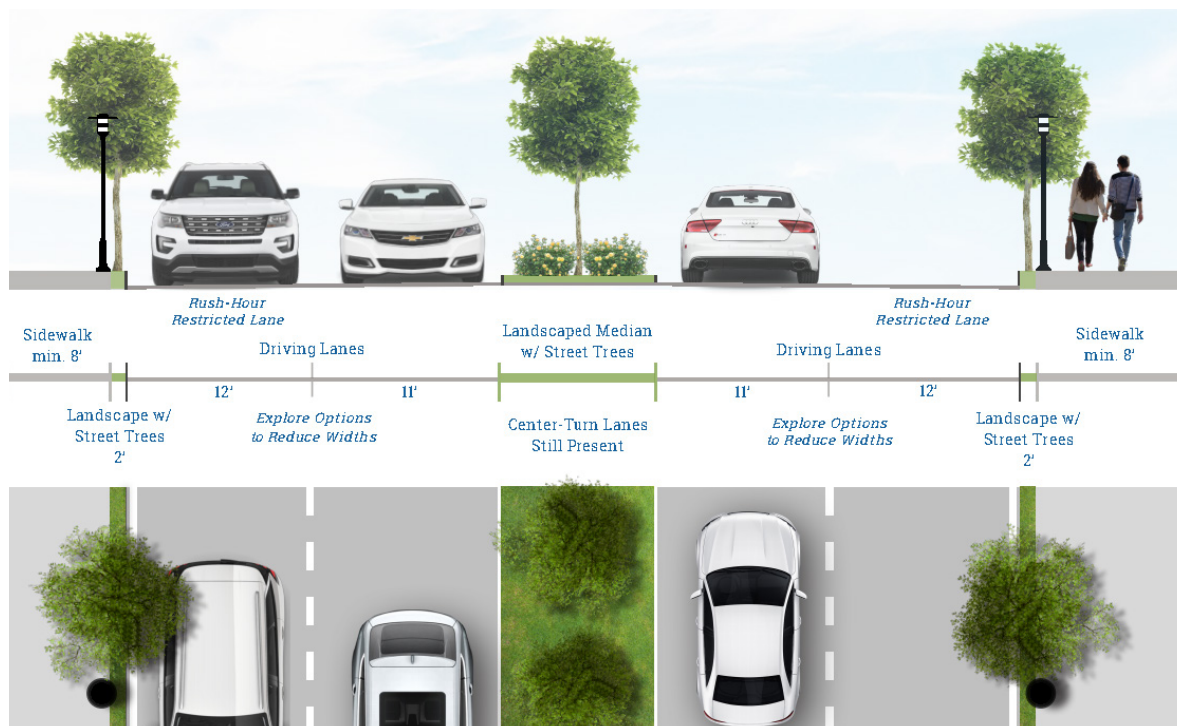 Rush-Hour
Restricted Lane
Rush-Hour
Restricted Lane
Sidewalk
min. 8'
Driving Lanes
Landscaped Median
w/ Street Trees
Driving Lanes
Sidewalk
min. 8'
12'
11'
11'
12'
Landscape w/
Street Trees
2'
Explore Options
to Reduce Widths
Center-Turn Lanes
Still Present
Explore Options
to Reduce Widths
Landscape w/
Street Trees
2'